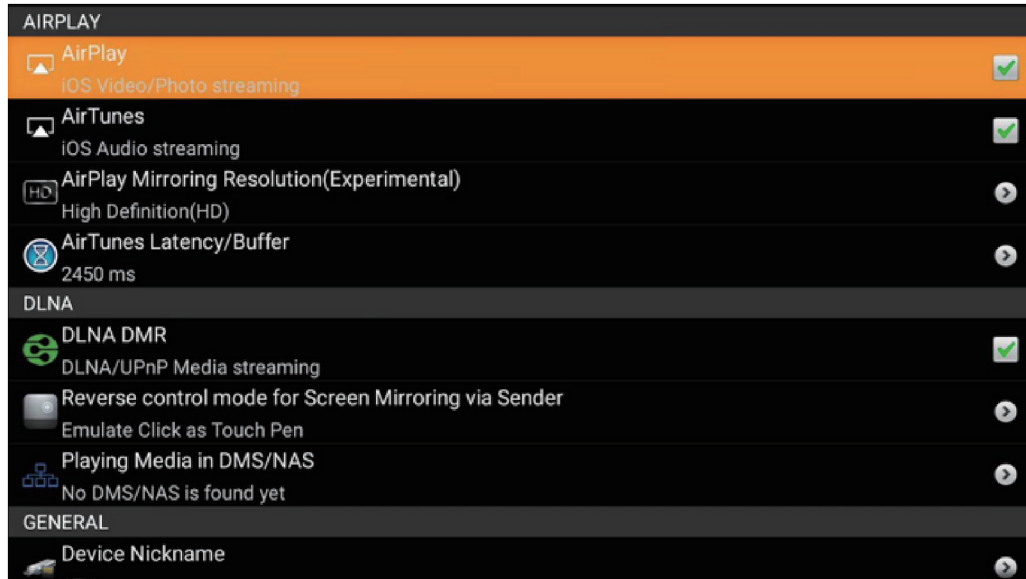 AIRPLAY
AirPlay
iOS Video/Photo streaming
AirTunes
iOS Audio streaming
HD
AirPlay Mirroring Resolution(Experimental)
High Definition(HD)
AirTunes Latency/Buffer
2450 ms
DLNA
DLNA DMR
DLNA/UPnP Media streaming
Reverse control mode for Screen Mirroring via Sender
Emulate Click as Touch Pen
Playing Media in DMS/NAS
No DMS/NAS is found yet
GENERAL
Device Nickname